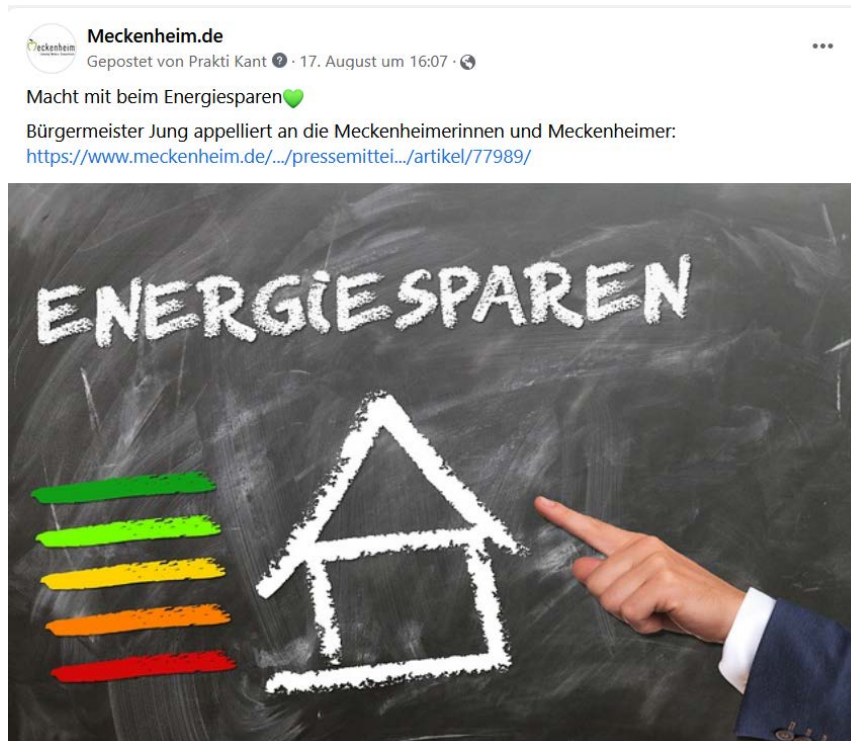 Meckenheim
Meckenheim.de
Gepostet von Prakti Kant ? · 17. August um 16:07 ·
Macht mit beim Energiesparen💚
Bürgermeister Jung appelliert an die Meckenheimerinnen und Meckenheimer:
https://www.meckenheim.de/.../pressemittei.../artikel/77989/
ENERGiESPAREN